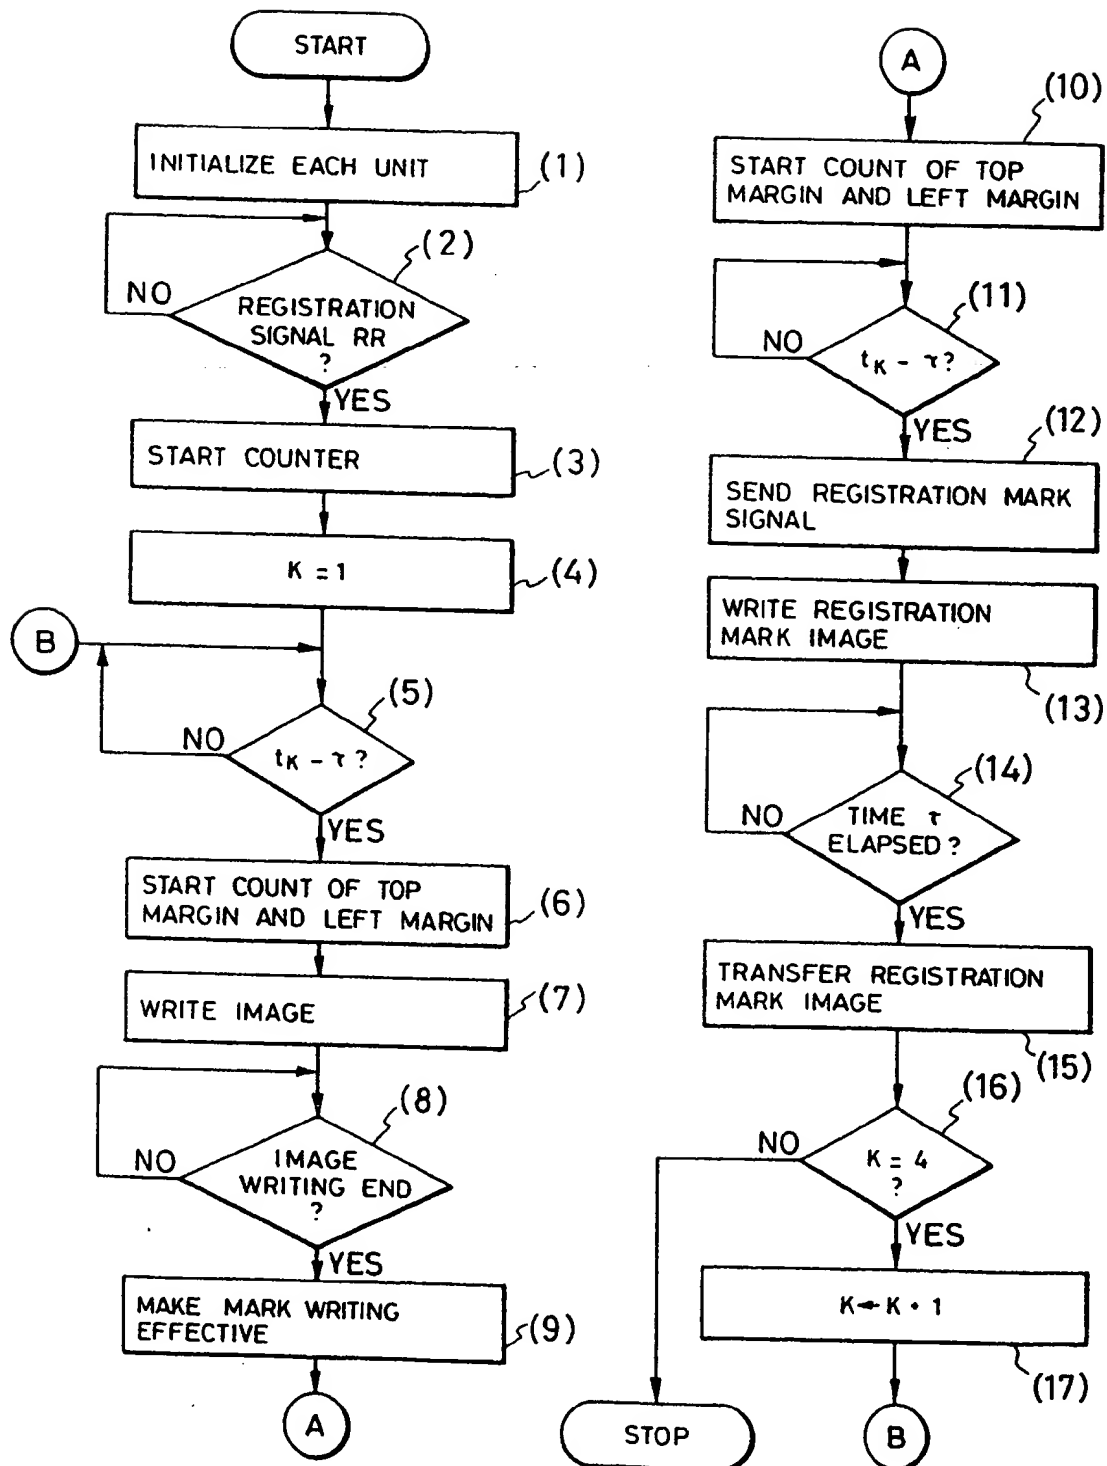 START
INITIALIZE EACH UNIT
(1)
(2)
NO
REGISTRATION
SIGNAL RR
?
YES
START COUNTER
(3)
K = 1
(4)
B
(5)
NO
tK - τ ?
YES
START COUNT OF TOP
MARGIN AND LEFT MARGIN
(6)
WRITE IMAGE
(7)
(8)
NO
IMAGE
WRITING END
?
YES
MAKE MARK WRITING
EFFECTIVE
(9)
A
A
(10)
START COUNT OF TOP
MARGIN AND LEFT MARGIN
(11)
NO
tK - τ?
YES
(12)
SEND REGISTRATION MARK
SIGNAL
WRITE REGISTRATION
MARK IMAGE
(13)
(14)
NO
TIME τ
ELAPSED?
YES
TRANSFER REGISTRATION
MARK IMAGE
(15)
(16)
NO
K = 4
?
YES
K ← K + 1
(17)
STOP
B